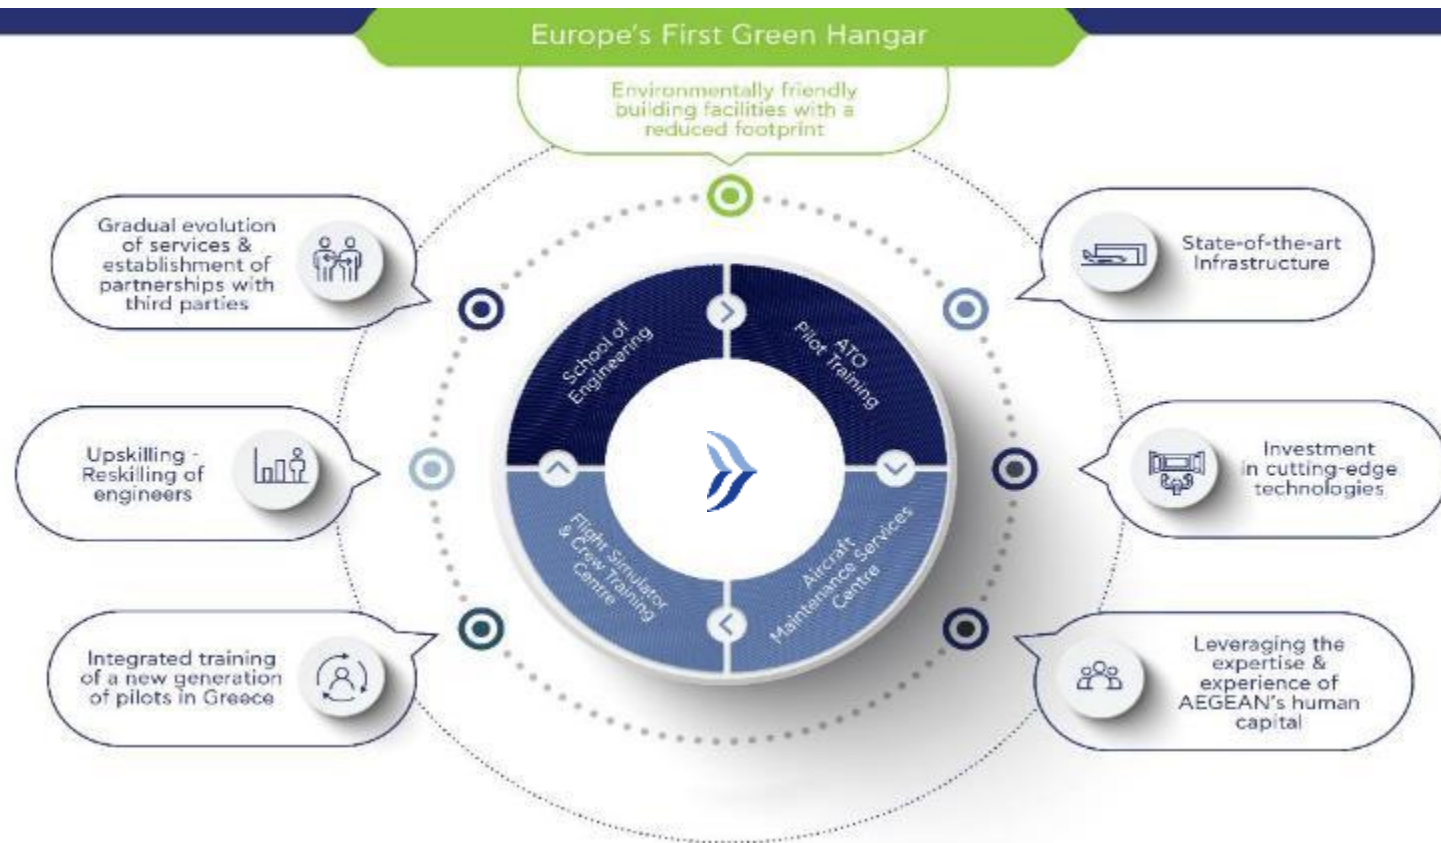 Europe's First Green Hangar
Environmentally friendly
building facilities with a
reduced footprint
Gradual evolution
of services &
establishment of
partnerships with
third parties
State-of-the-art
Infrastructure
School of
Engineering
ATO
Pilot Training
Upskilling -
Reskilling of
engineers
Investment
in cutting-edge
technologies
Flight Simulator
& Crew Training
Centre
Aircraft
Maintenance Services
Centre
Integrated training
of a new generation
of pilots in Greece
Leveraging the
expertise &
experience of
AEGEAN's human
capital